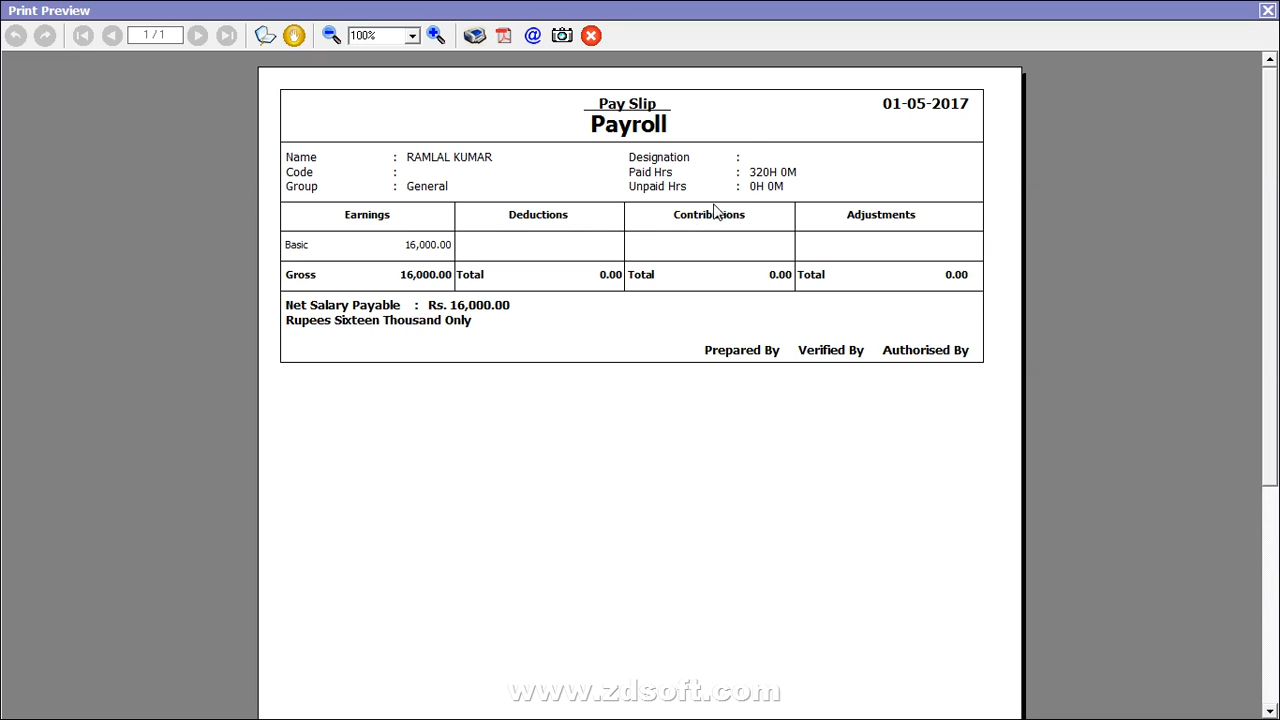 Print Preview
1 / 1
100%
@
Pay Slip
01-05-2017
Payroll
Name : RAMLAL KUMAR Designation :
Code : Paid Hrs : 320H 0M
Group : General Unpaid Hrs : 0H 0M
Earnings Deductions Contributions Adjustments
Basic 16,000.00
Gross 16,000.00 Total 0.00 Total 0.00 Total 0.00
Net Salary Payable : Rs. 16,000.00
Rupees Sixteen Thousand Only
Prepared By Verified By Authorised By
www.zdsoft.com